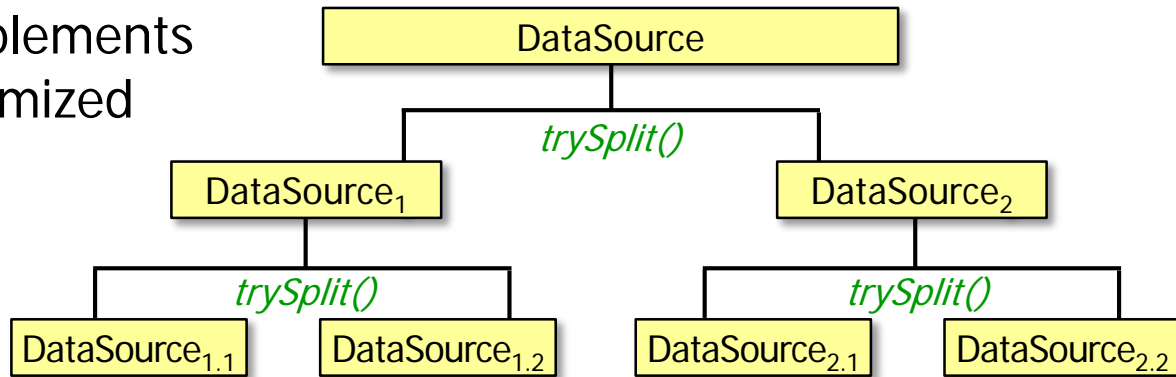 plements
mized
DataSource
trySplit()
DataSource₁
DataSource₂
trySplit()
trySplit()
DataSource₁.₁
DataSource₁.₂
DataSource₂.₁
DataSource₂.₂